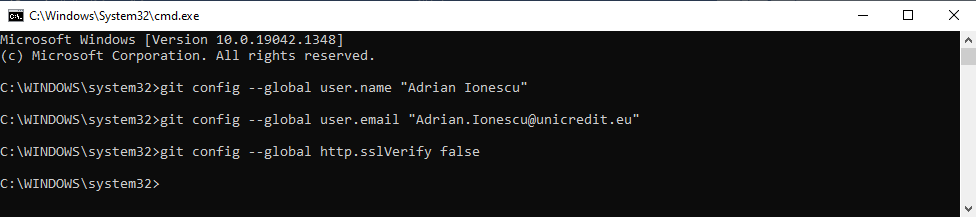 C:\Windows\System32\cmd.exe
Microsoft Windows [Version 10.0.19042.1348]
(c) Microsoft Corporation. All rights reserved.
C:\WINDOWS\system32>git config --global user.name "Adrian Ionescu"
C:\WINDOWS\system32>git config --global user.email "Adrian.Ionescu@unicredit.eu"
C:\WINDOWS\system32>git config --global http.sslVerify false
C:\WINDOWS\system32>